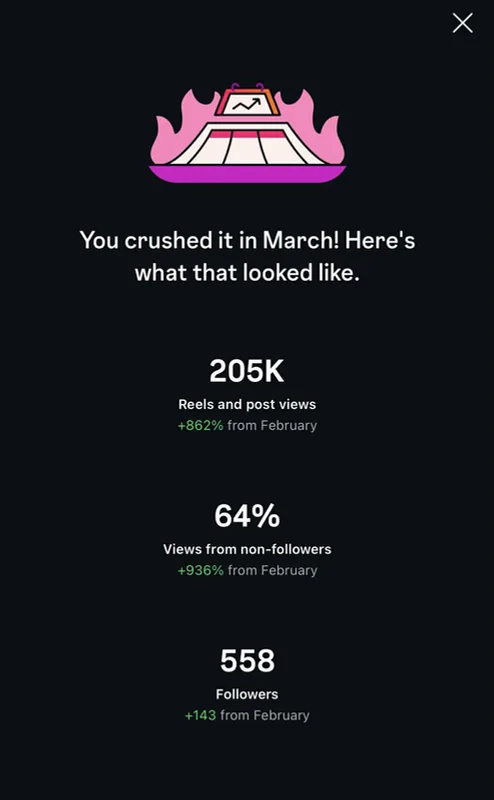 You crushed it in March! Here's
what that looked like.
205K
Reels and post views
+862% from February
64%
Views from non-followers
+936% from February
558
Followers
+143 from February